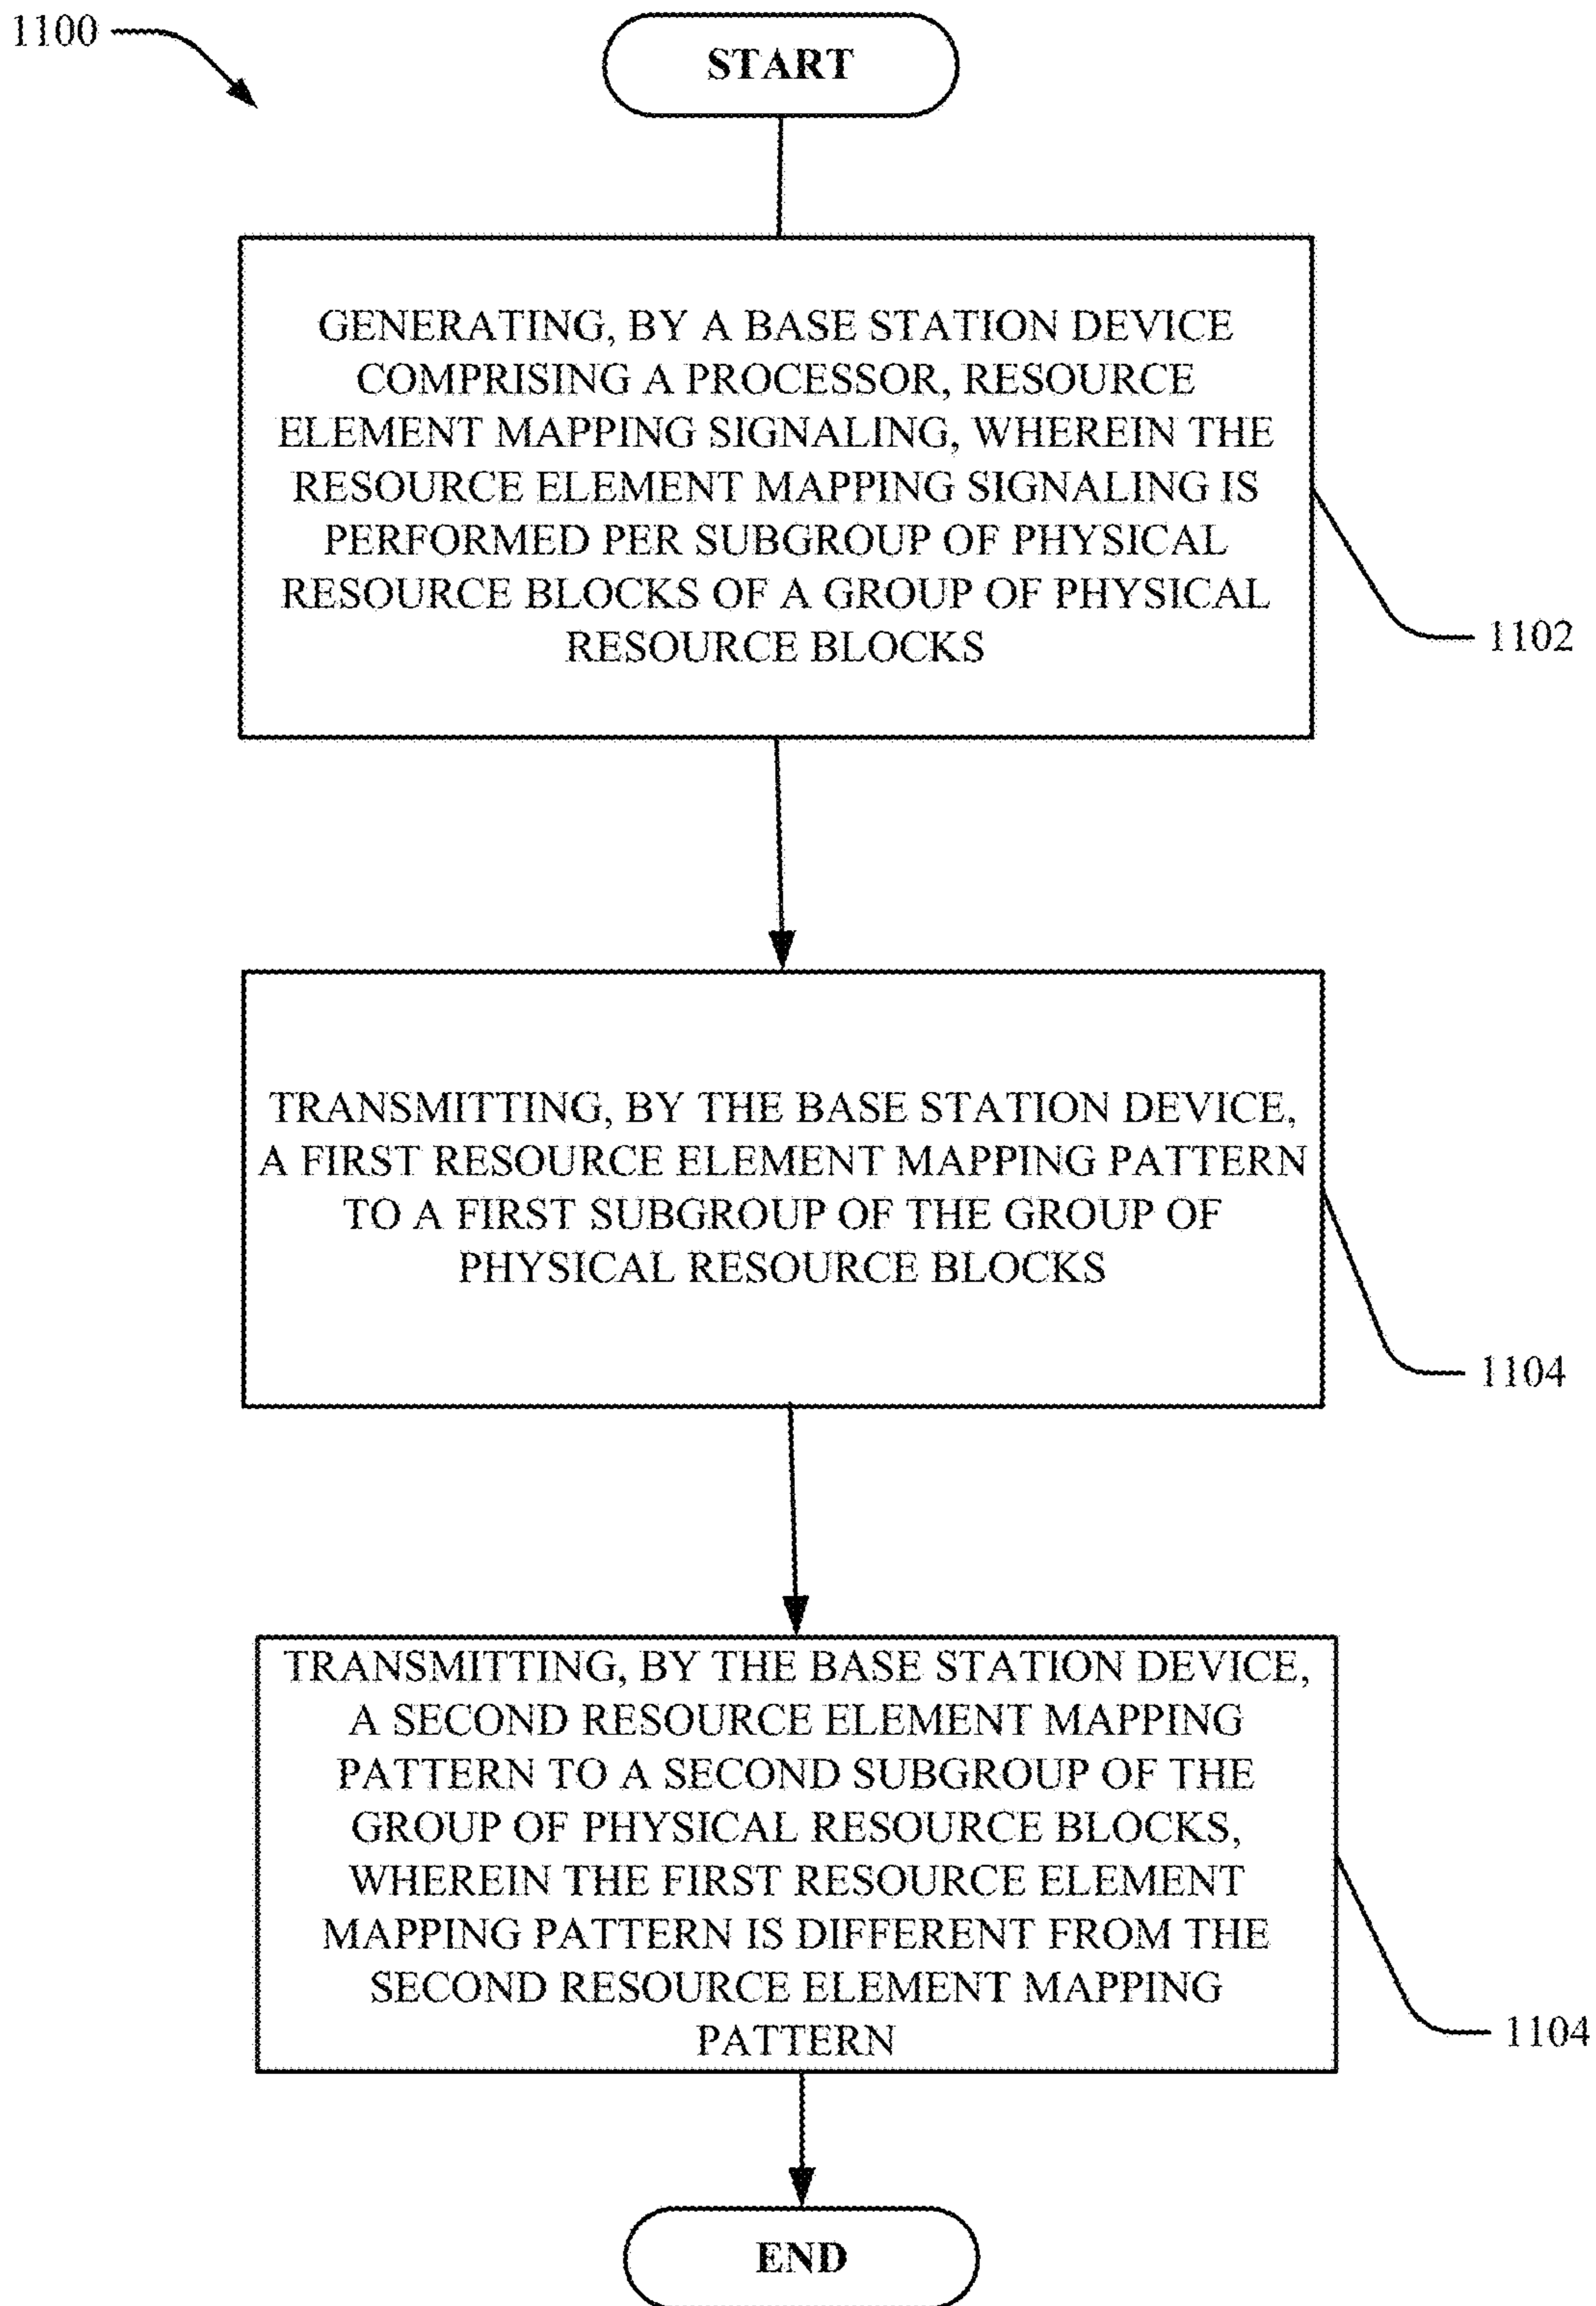 1100
START
GENERATING, BY A BASE STATION DEVICE
COMPRISING A PROCESSOR, RESOURCE
ELEMENT MAPPING SIGNALING, WHEREIN THE
RESOURCE ELEMENT MAPPING SIGNALING IS
PERFORMED PER SUBGROUP OF PHYSICAL
RESOURCE BLOCKS OF A GROUP OF PHYSICAL
RESOURCE BLOCKS
1102
TRANSMITTING, BY THE BASE STATION DEVICE,
A FIRST RESOURCE ELEMENT MAPPING PATTERN
TO A FIRST SUBGROUP OF THE GROUP OF
PHYSICAL RESOURCE BLOCKS
1104
TRANSMITTING, BY THE BASE STATION DEVICE,
A SECOND RESOURCE ELEMENT MAPPING
PATTERN TO A SECOND SUBGROUP OF THE
GROUP OF PHYSICAL RESOURCE BLOCKS,
WHEREIN THE FIRST RESOURCE ELEMENT
MAPPING PATTERN IS DIFFERENT FROM THE
SECOND RESOURCE ELEMENT MAPPING
PATTERN
1104
END